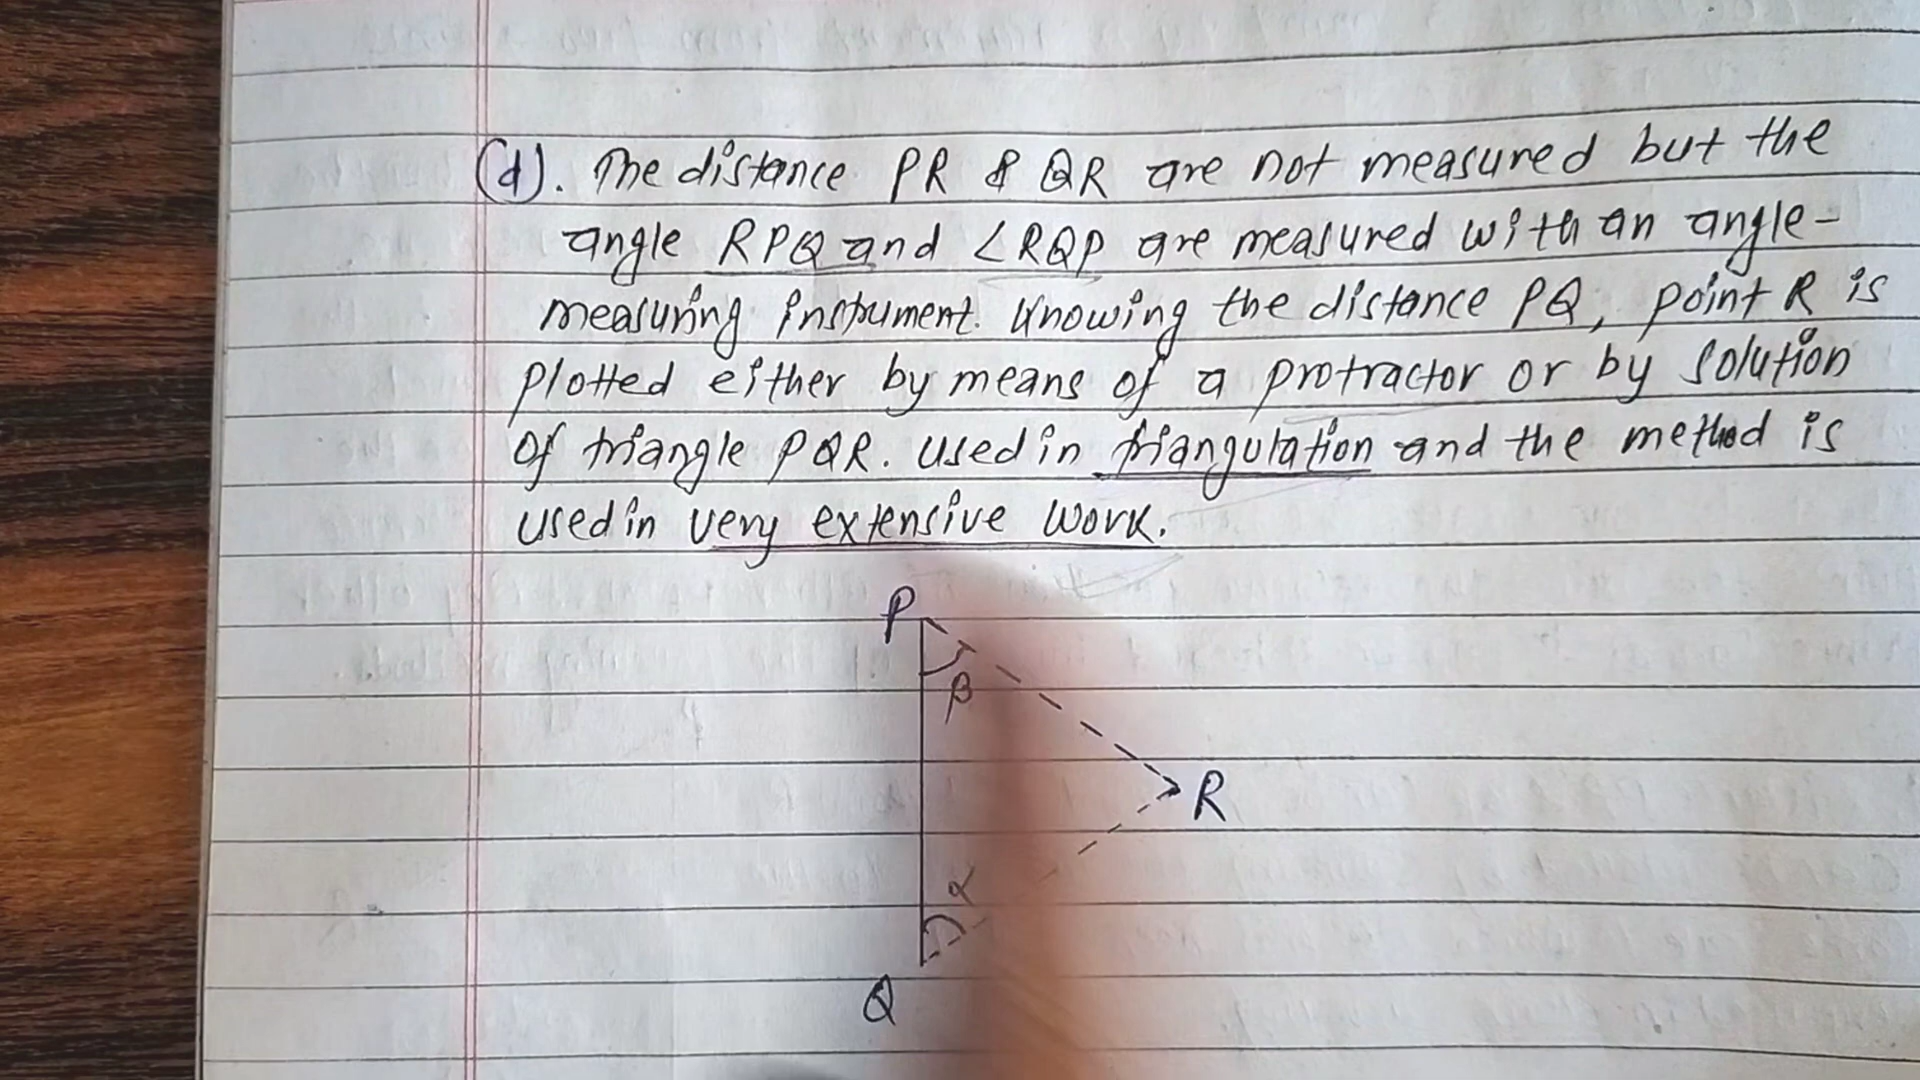 (d). The distance PR & QR are not measured but the
angle RPQ and ∠RQP are measured with an angle-
measuring instrument. Knowing the distance PQ, point R is
plotted either by means of a protractor or by solution
of triangle PQR. used in triangulation and the method is
used in very extensive work.
P
β
R
α
Q